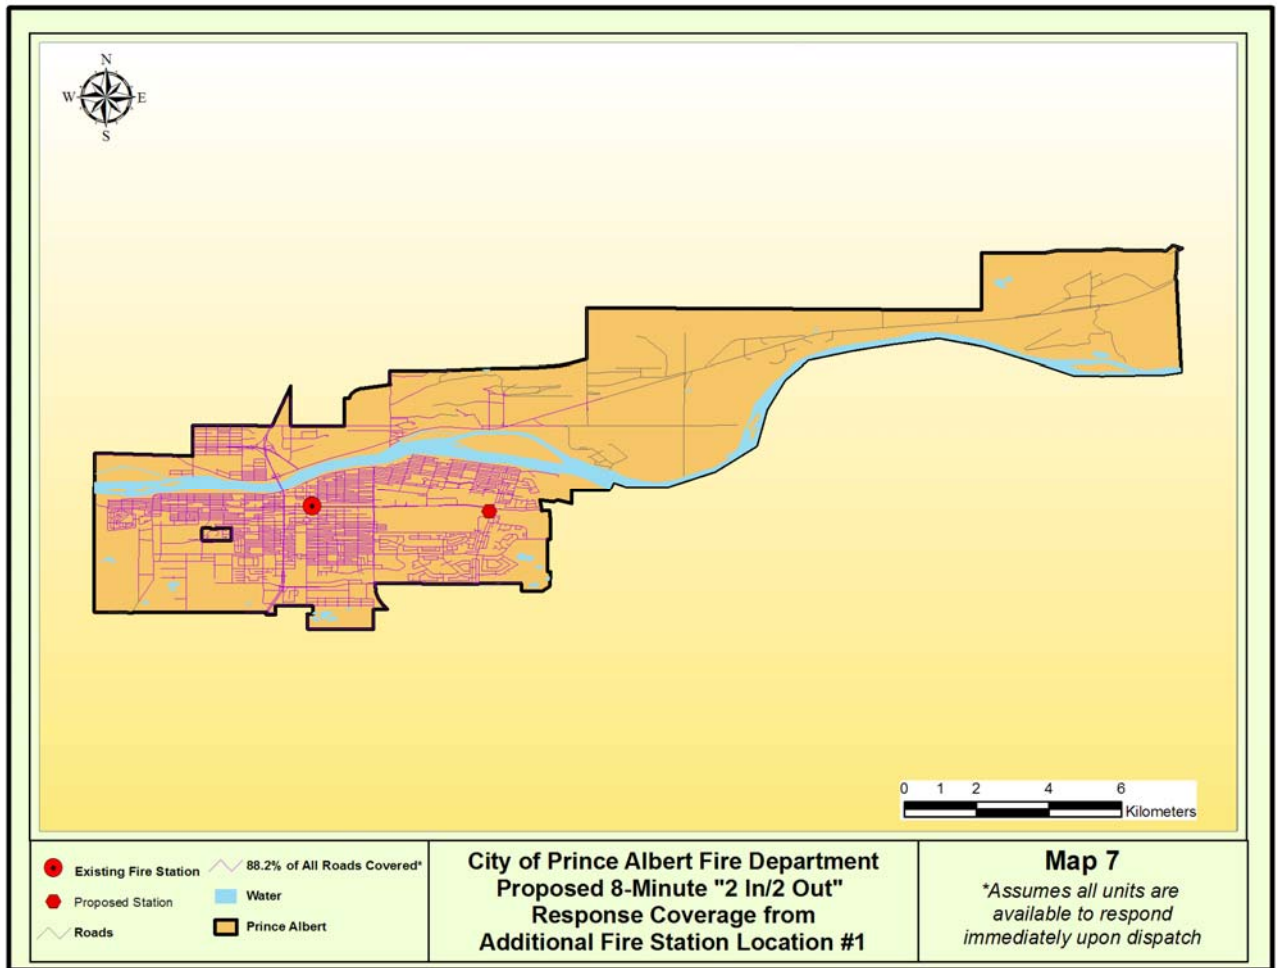 N
W E
S
0 1 2 4 6
Kilometers
Existing Fire Station
Proposed Station
Roads
88.2% of All Roads Covered*
Water
Prince Albert
City of Prince Albert Fire Department
Proposed 8-Minute "2 In/2 Out"
Response Coverage from
Additional Fire Station Location #1
Map 7
*Assumes all units are
available to respond
immediately upon dispatch